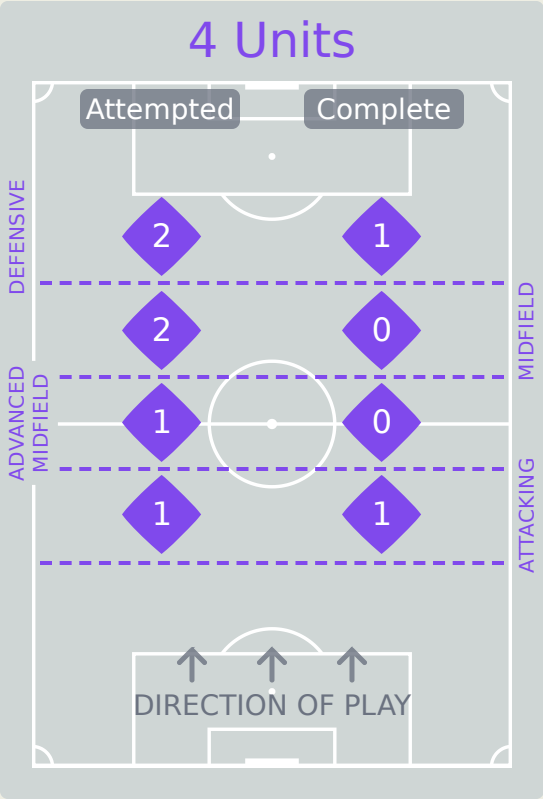 4 Units
Attempted Complete
DEFENSIVE
2 1
MIDFIELD
2 0
ADVANCED
MIDFIELD
1 0
ATTACKING
1 1
DIRECTION OF PLAY